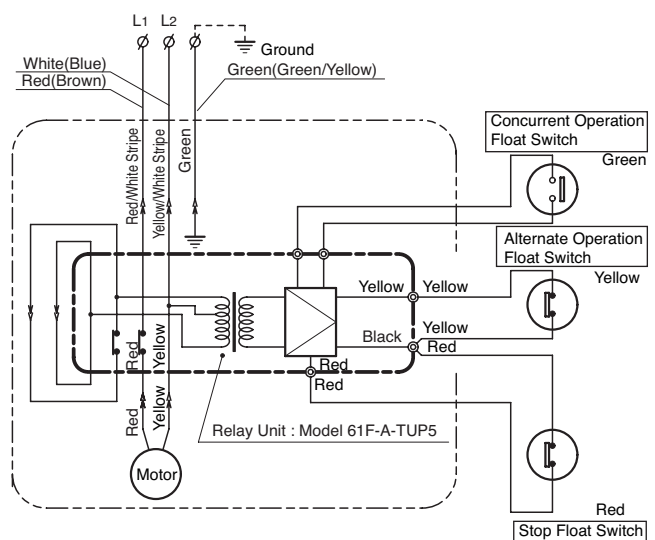 L1 L2
Ground
White(Blue)
Red(Brown)
Green(Green/Yellow)
Red/White Stripe
Yellow/White Stripe
Green
Concurrent Operation
Float Switch
Green
Alternate Operation
Float Switch
Yellow
Yellow Yellow
Black
Yellow
Red
Red
Red
Red
Yellow
Red
Yellow
Relay Unit : Model 61F-A-TUP5
Motor
Red
Stop Float Switch